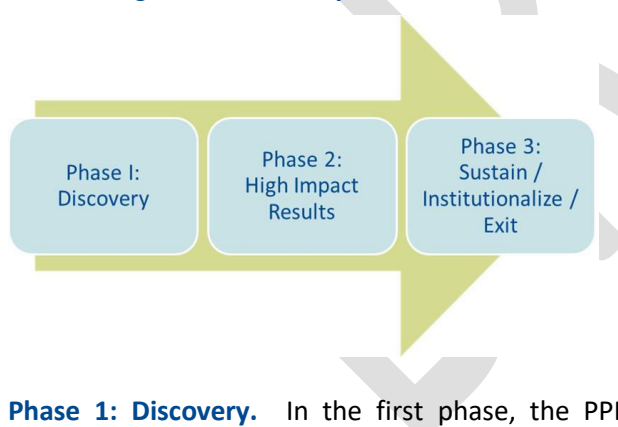 Phase I:
Discovery
Phase 2:
High Impact
Results
Phase 3:
Sustain /
Institutionalize /
Exit
Phase 1: Discovery. In the first phase, the